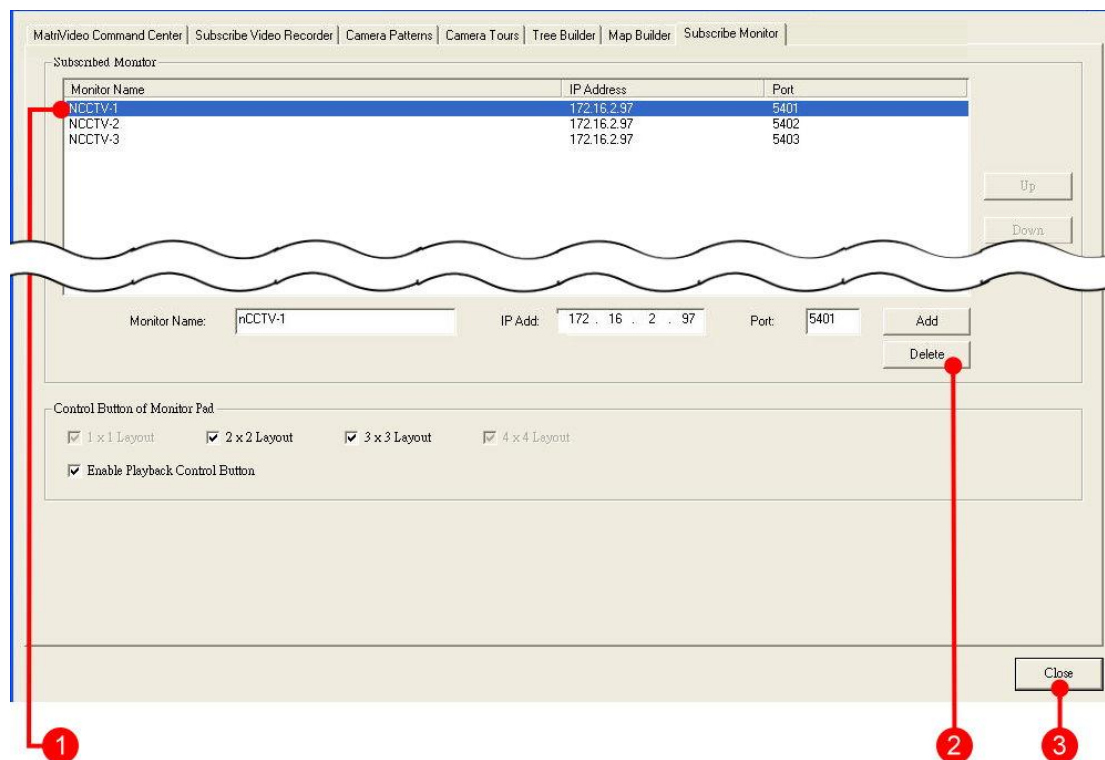 MatriVideo Command Center Subscribe Video Recorder Camera Patterns Camera Tours Tree Builder Map Builder Subscribe Monitor
Subscribed Monitor
Monitor Name IP Address Port
NCCTV-1 172.16.2.97 5401
NCCTV-2 172.16.2.97 5402
NCCTV-3 172.16.2.97 5403
Up
Down
Monitor Name: nCCTV-1 IP Add: 172 . 16 . 2 . 97 Port: 5401 Add
Delete
Control Button of Monitor Pad
1 x 1 Layout 2 x 2 Layout 3 x 3 Layout 4 x 4 Layout
Enable Playback Control Button
Close
1 2 3